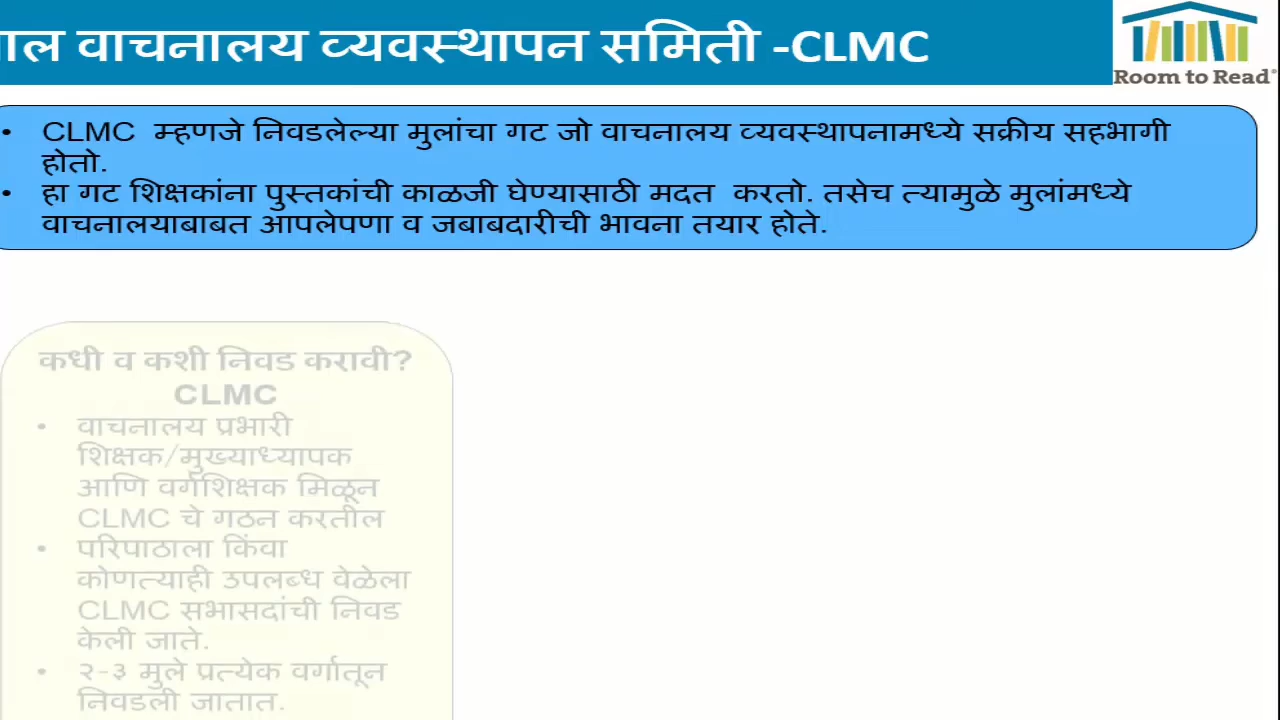 वाचनालय व्यवस्थापन समिती -CLMC
Room to Read
• CLMC म्हणजे निवडलेल्या मुलांचा गट जो वाचनालय व्यवस्थापनामध्ये सक्रीय सहभागी
होतो.
• हा गट शिक्षकांना पुस्तकांची काळजी घेण्यासाठी मदत करतो. तसेच त्यामुळे मुलांमध्ये
वाचनालयाबाबत आपलेपणा व जबाबदारीची भावना तयार होते.
कधी व कशी निवड करावी?
CLMC
• वाचनालय प्रभारी
शिक्षक/मुख्याध्यापक
आणि वर्गशिक्षक मिळून
CLMC चे गठन करतील
• परिपाठाला किंवा
कोणत्याही उपलब्ध वेळेला
CLMC सभासदांची निवड
केली जाते.
• २-३ मुले प्रत्येक वर्गातून
निवडली जातात.